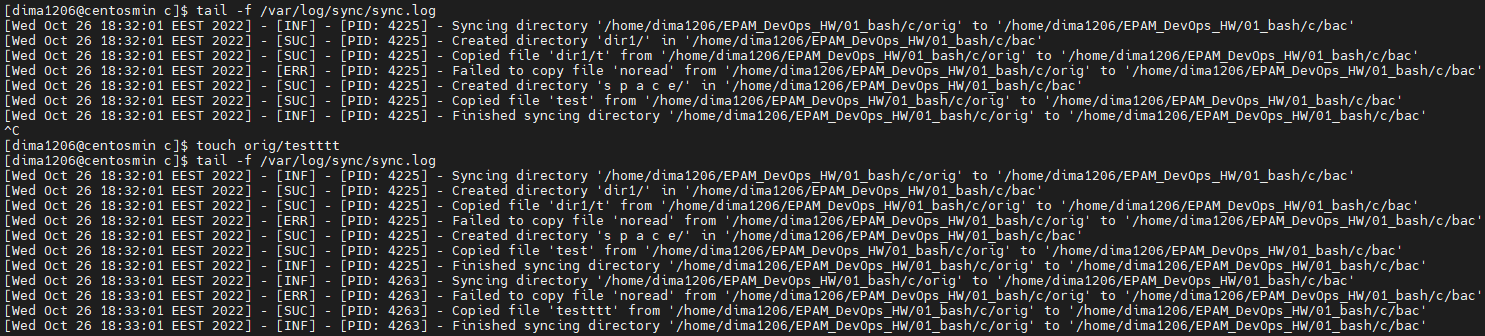 [dima1206@centosmin c]$ tail -f /var/log/sync/sync.log
[Wed Oct 26 18:32:01 EEST 2022] - [INF] - [PID: 4225] - Syncing directory '/home/dima1206/EPAM_DevOps_HW/01_bash/c/orig' to '/home/dima1206/EPAM_DevOps_HW/01_bash/c/bac'
[Wed Oct 26 18:32:01 EEST 2022] - [SUC] - [PID: 4225] - Created directory 'dir1/' in '/home/dima1206/EPAM_DevOps_HW/01_bash/c/bac'
[Wed Oct 26 18:32:01 EEST 2022] - [SUC] - [PID: 4225] - Copied file 'dir1/t' from '/home/dima1206/EPAM_DevOps_HW/01_bash/c/orig' to '/home/dima1206/EPAM_DevOps_HW/01_bash/c/bac
[Wed Oct 26 18:32:01 EEST 2022] - [ERR] - [PID: 4225] - Failed to copy file 'noread' from '/home/dima1206/EPAM_DevOps_HW/01_bash/c/orig' to '/home/dima1206/EPAM_DevOps_HW/01_bash/c/bac'
[Wed Oct 26 18:32:01 EEST 2022] - [SUC] - [PID: 4225] - Created directory 's p a c e/' in '/home/dima1206/EPAM_DevOps_HW/01_bash/c/bac'
[Wed Oct 26 18:32:01 EEST 2022] - [SUC] - [PID: 4225] - Copied file 'test' from '/home/dima1206/EPAM_DevOps_HW/01_bash/c/orig' to '/home/dima1206/EPAM_DevOps_HW/01_bash/c/bac'
[Wed Oct 26 18:32:01 EEST 2022] - [INF] - [PID: 4225] - Finished syncing directory '/home/dima1206/EPAM_DevOps_HW/01_bash/c/orig' to '/home/dima1206/EPAM_DevOps_HW/01_bash/c/bac'
^C
[dima1206@centosmin c]$ touch orig/testttt
[dima1206@centosmin c]$ tail -f /var/log/sync/sync.log
[Wed Oct 26 18:32:01 EEST 2022] - [INF] - [PID: 4225] - Syncing directory '/home/dima1206/EPAM_DevOps_HW/01_bash/c/orig' to '/home/dima1206/EPAM_DevOps_HW/01_bash/c/bac'
[Wed Oct 26 18:32:01 EEST 2022] - [SUC] - [PID: 4225] - Created directory 'dir1/' in '/home/dima1206/EPAM_DevOps_HW/01_bash/c/bac'
[Wed Oct 26 18:32:01 EEST 2022] - [SUC] - [PID: 4225] - Copied file 'dir1/t' from '/home/dima1206/EPAM_DevOps_HW/01_bash/c/orig' to '/home/dima1206/EPAM_DevOps_HW/01_bash/c/bac'
[Wed Oct 26 18:32:01 EEST 2022] - [ERR] - [PID: 4225] - Failed to copy file 'noread' from '/home/dima1206/EPAM_DevOps_HW/01_bash/c/orig' to '/home/dima1206/EPAM_DevOps_HW/01_bash/c/bac'
[Wed Oct 26 18:32:01 EEST 2022] - [SUC] - [PID: 4225] - Created directory 's p a c e/' in '/home/dima1206/EPAM_DevOps_HW/01_bash/c/bac'
[Wed Oct 26 18:32:01 EEST 2022] - [SUC] - [PID: 4225] - Copied file 'test' from '/home/dima1206/EPAM_DevOps_HW/01_bash/c/orig' to '/home/dima1206/EPAM_DevOps_HW/01_bash/c/bac'
[Wed Oct 26 18:32:01 EEST 2022] - [INF] - [PID: 4225] - Finished syncing directory '/home/dima1206/EPAM_DevOps_HW/01_bash/c/orig' to '/home/dima1206/EPAM_DevOps_HW/01_bash/c/bac'
[Wed Oct 26 18:33:01 EEST 2022] - [INF] - [PID: 4263] - Syncing directory '/home/dima1206/EPAM_DevOps_HW/01_bash/c/orig' to '/home/dima1206/EPAM_DevOps_HW/01_bash/c/bac'
[Wed Oct 26 18:33:01 EEST 2022] - [ERR] - [PID: 4263] - Failed to copy file 'noread' from '/home/dima1206/EPAM_DevOps_HW/01_bash/c/orig' to '/home/dima1206/EPAM_DevOps_HW/01_bash/c/bac'
[Wed Oct 26 18:33:01 EEST 2022] - [SUC] - [PID: 4263] - Copied file 'testttt' from '/home/dima1206/EPAM_DevOps_HW/01_bash/c/orig' to '/home/dima1206/EPAM_DevOps_HW/01_bash/c/bac'
[Wed Oct 26 18:33:01 EEST 2022] - [INF] - [PID: 4263] - Finished syncing directory '/home/dima1206/EPAM_DevOps_HW/01_bash/c/orig' to '/home/dima1206/EPAM_DevOps_HW/01_bash/c/bac'